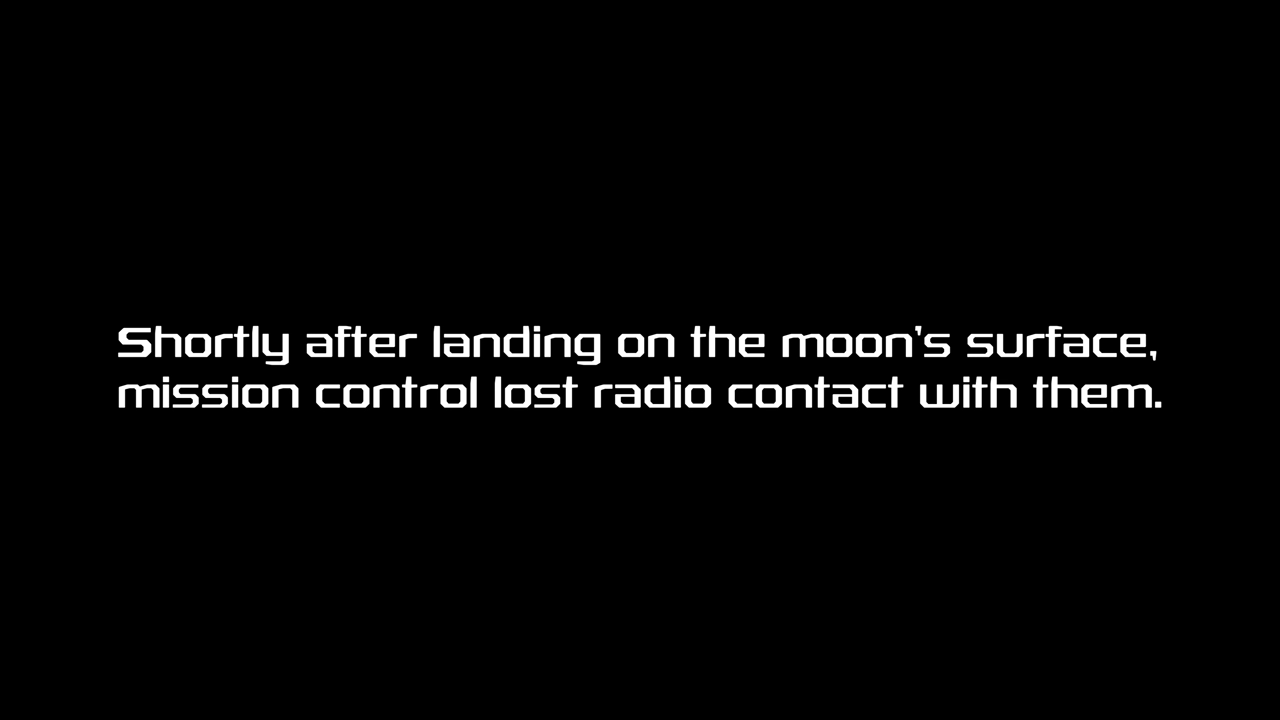 Shortly after landing on the moon's surface,
mission control lost radio contact with them.